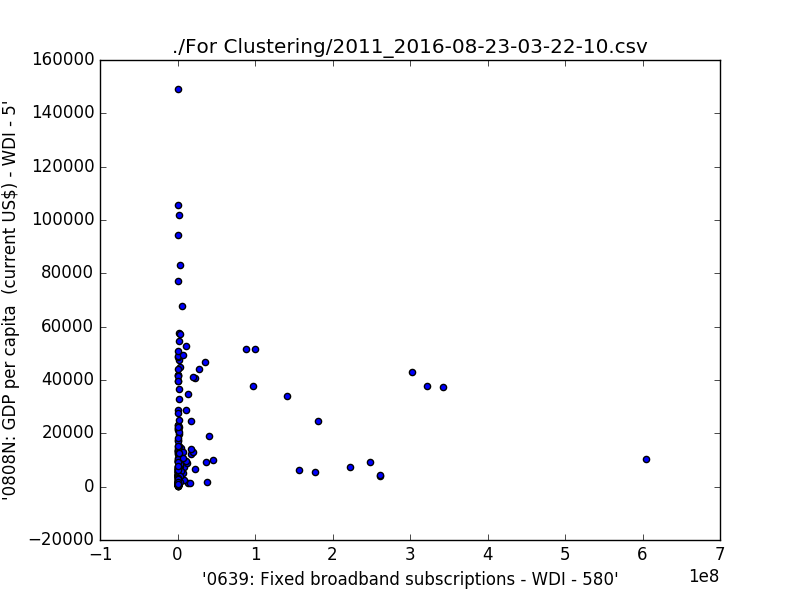 ./For Clustering/2011_2016-08-23-03-22-10.csv
160000
140000
120000
100000
80000
60000
40000
20000
0
−20000
'0808N: GDP per capita  (current US$) - WDI - 5'
−1 0 1 2 3 4 5 6 7
1e8
'0639: Fixed broadband subscriptions - WDI - 580'